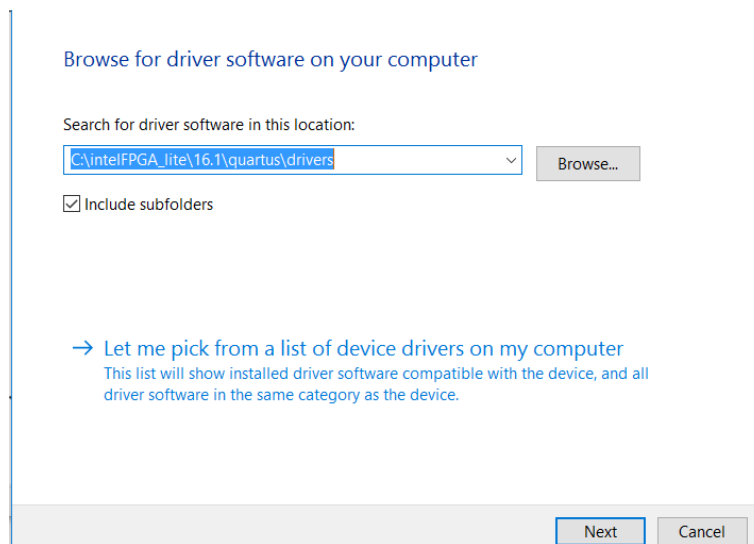 Browse for driver software on your computer
Search for driver software in this location:
C:\intelFPGA_lite\16.1\quartus\drivers
Browse...
Include subfolders
Let me pick from a list of device drivers on my computer
This list will show installed driver software compatible with the device, and all
driver software in the same category as the device.
Next
Cancel